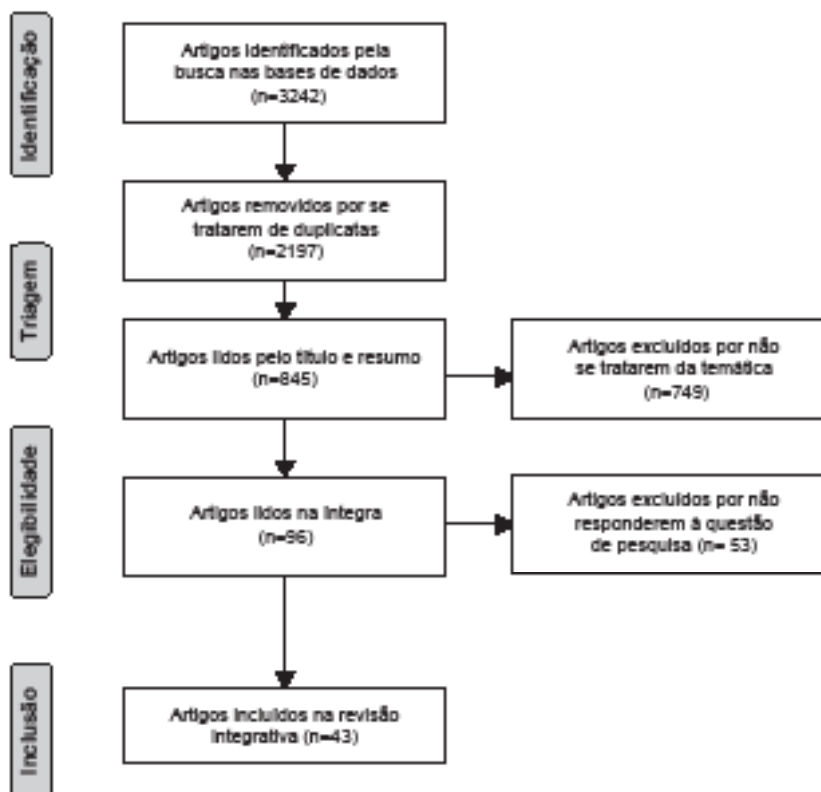 Identificação
Artigos identificados pela
busca nas bases de dados
(n=3242)
Artigos removidos por se
tratarem de duplicatas
(n=2197)
Triagem
Artigos lidos pelo título e resumo
(n=845)
Artigos excluídos por não
se tratarem da temática
(n=749)
Elegibilidade
Artigos lidos na íntegra
(n=96)
Artigos excluídos por não
responderem à questão
de pesquisa (n= 53)
Inclusão
Artigos incluídos na revisão
integrativa (n=43)